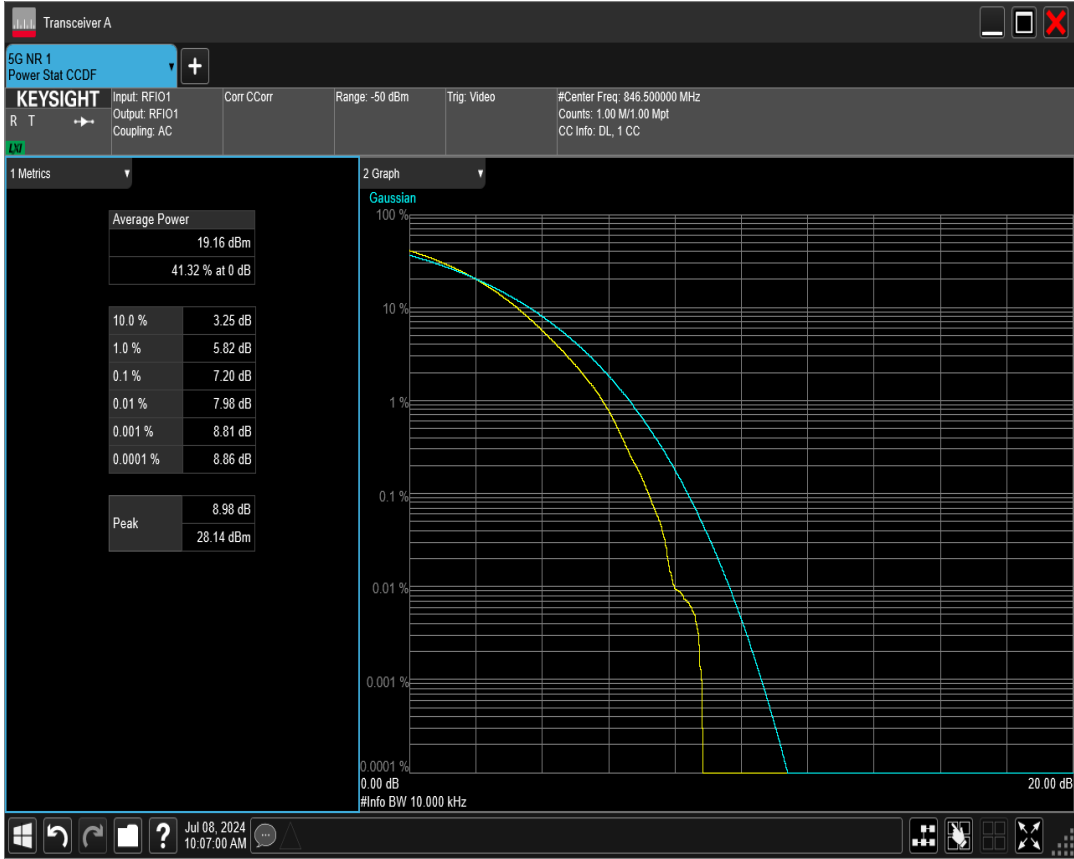 Transceiver A
5G NR 1
Power Stat CCDF
+
KEYSIGHT
R T
LXI
Input: RFIO1
Output: RFIO1
Coupling: AC
Corr CCorr
Range: -50 dBm
Trig: Video
#Center Freq: 846.500000 MHz
Counts: 1.00 M/1.00 Mpt
CC Info: DL, 1 CC
1 Metrics
Average Power
19.16 dBm
41.32 % at 0 dB
10.0 % 3.25 dB
1.0 % 5.82 dB
0.1 % 7.20 dB
0.01 % 7.98 dB
0.001 % 8.81 dB
0.0001 % 8.86 dB
Peak 8.98 dB
28.14 dBm
2 Graph
Gaussian
100 %
10 %
1 %
0.1 %
0.01 %
0.001 %
0.0001 %
0.00 dB 20.00 dB
#Info BW 10.000 kHz
?
Jul 08, 2024
10:07:00 AM